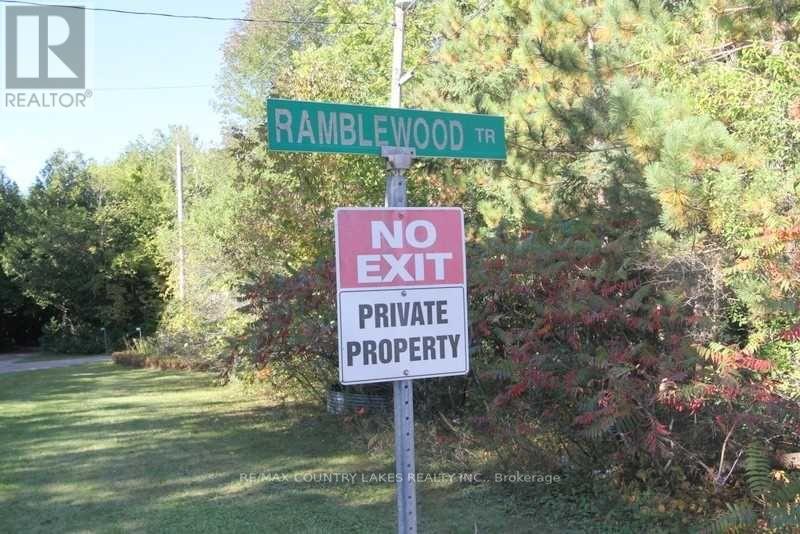 R
REALTOR®
RAMBLEWOOD TR
NO
EXIT
PRIVATE
PROPERTY
RE/MAX COUNTRY LAKES REALTY INC., Brokerage